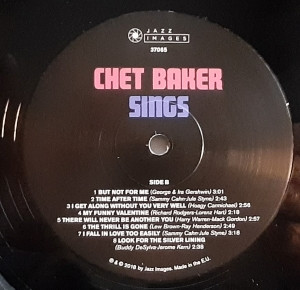 JAZZ
IMAGES
37065
CHET BAKER
SINGS
SIDE B
1 BUT NOT FOR ME (George & Ira Gershwin) 3:01
2 TIME AFTER TIME (Sammy Cahn-Jule Styne) 2:43
3 I GET ALONG WITHOUT YOU VERY WELL (Hoagy Carmichael) 2:56
4 MY FUNNY VALENTINE (Richard Rodgers-Lorenz Hart) 2:18
5 THERE WILL NEVER BE ANOTHER YOU (Harry Warren-Mack Gordon) 2:57
6 THE THRILL IS GONE (Lew Brown-Ray Henderson) 2:49
7 I FALL IN LOVE TOO EASILY (Sammy Cahn-Jule Styne) 3:18
8 LOOK FOR THE SILVER LINING
(Buddy DeSylva-Jerome Kern) 2:38
℗ & © 2018 by Jazz Images. Made in the E.U.